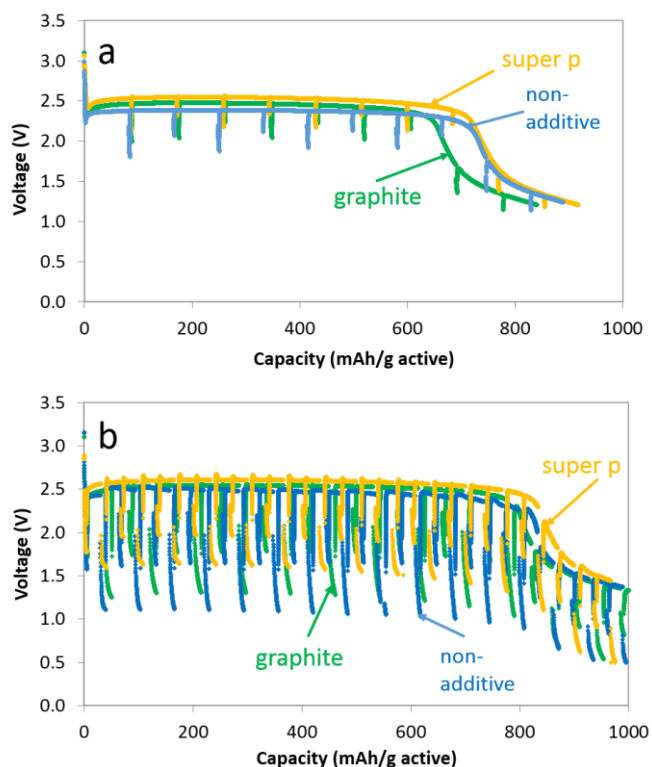 3.5
a
3.0
super p
2.5
non-
additive
2.0
Voltage (V)
1.5
graphite
1.0
0.5
0.0
0 200 400 600 800 1000
Capacity (mAh/g active)
3.5
b
3.0
super p
2.5
2.0
Voltage (V)
1.5
1.0
graphite
non-
additive
0.5
0.0
0 200 400 600 800 1000
Capacity (mAh/g active)